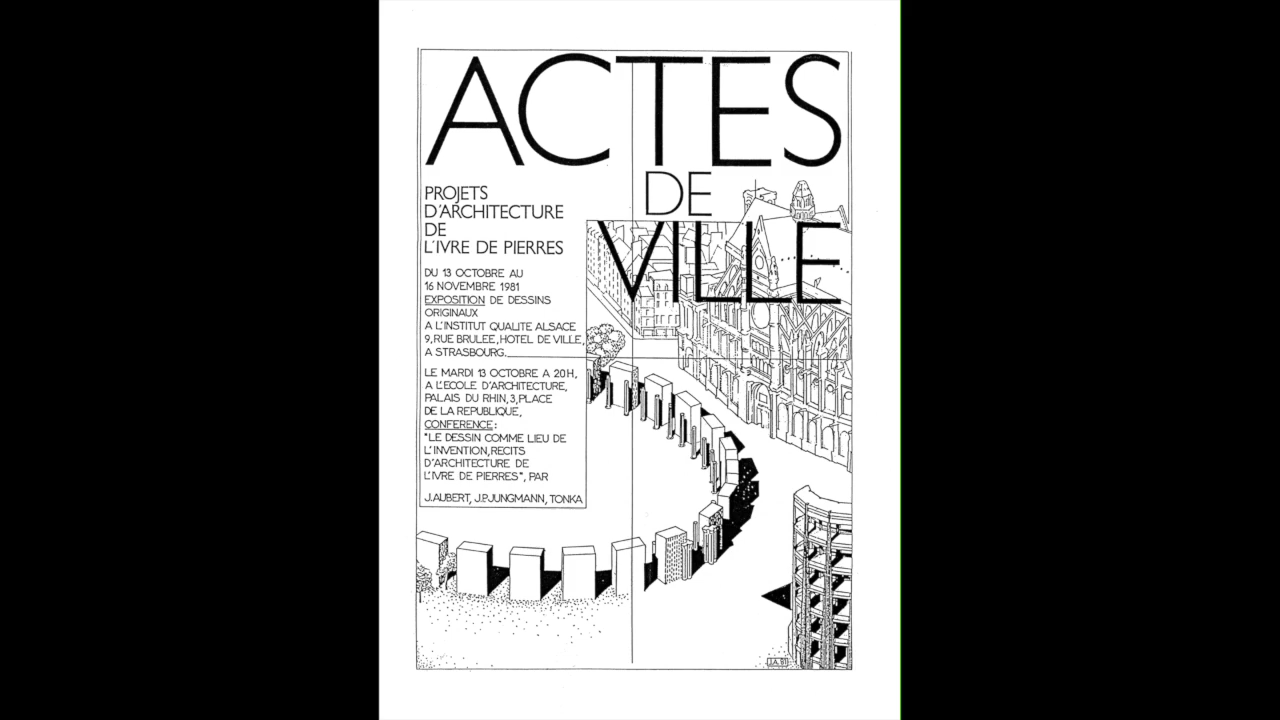 ACTES
DE
VILLE
PROJETS
D'ARCHITECTURE
DE
L'IVRE DE PIERRES
DU 13 OCTOBRE AU
16 NOVEMBRE 1981
EXPOSITION DE DESSINS
ORIGINAUX
A L'INSTITUT QUALITE ALSACE
9, RUE BRULEE, HOTEL DE VILLE,
A STRASBOURG.
LE MARDI 13 OCTOBRE A 20H,
A L'ECOLE D'ARCHITECTURE,
PALAIS DU RHIN, 3, PLACE
DE LA REPUBLIQUE,
CONFERENCE:
"LE DESSIN COMME LIEU DE
L'INVENTION, RECITS
D'ARCHITECTURE DE
L'IVRE DE PIERRES", PAR
J. AUBERT, J.P. JUNGMANN, TONKA
J.A. 81